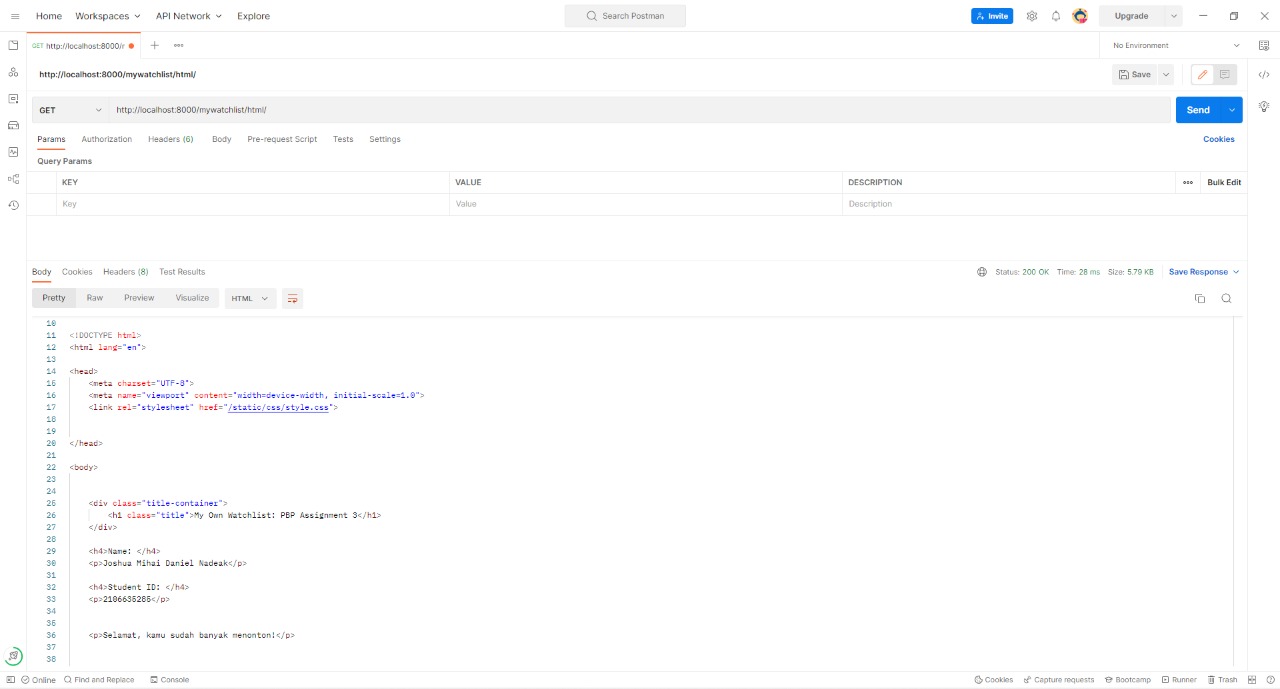 Home Workspaces API Network Explore Search Postman Invite Upgrade
GET http://localhost:8000/r No Environment
http://localhost:8000/mywatchlist/html/ Save
GET http://localhost:8000/mywatchlist/html/ Send
Params Authorization Headers (6) Body Pre-request Script Tests Settings Cookies
Query Params
KEY VALUE DESCRIPTION Bulk Edit
Key Value Description
Body Cookies Headers (8) Test Results Status: 200 OK Time: 28 ms Size: 5.79 KB Save Response
Pretty Raw Preview Visualize HTML
10
11 <!DOCTYPE html>
12 <html lang="en">
13
14 <head>
15 <meta charset="UTF-8">
16 <meta name="viewport" content="width=device-width, initial-scale=1.0">
17 <link rel="stylesheet" href="/static/css/style.css">
18
19
20 </head>
21
22 <body>
23
24
25 <div class="title-container">
26 <h1 class="title">My Own Watchlist: PBP Assignment 3</h1>
27 </div>
28
29 <h4>Name: </h4>
30 <p>Joshua Mihai Daniel Nadeak</p>
31
32 <h4>Student ID: </h4>
33 <p>2106635285</p>
34
35
36 <p>Selamat, kamu sudah banyak menonton!</p>
37
38
Online Find and Replace Console Cookies Capture requests Bootcamp Runner Trash